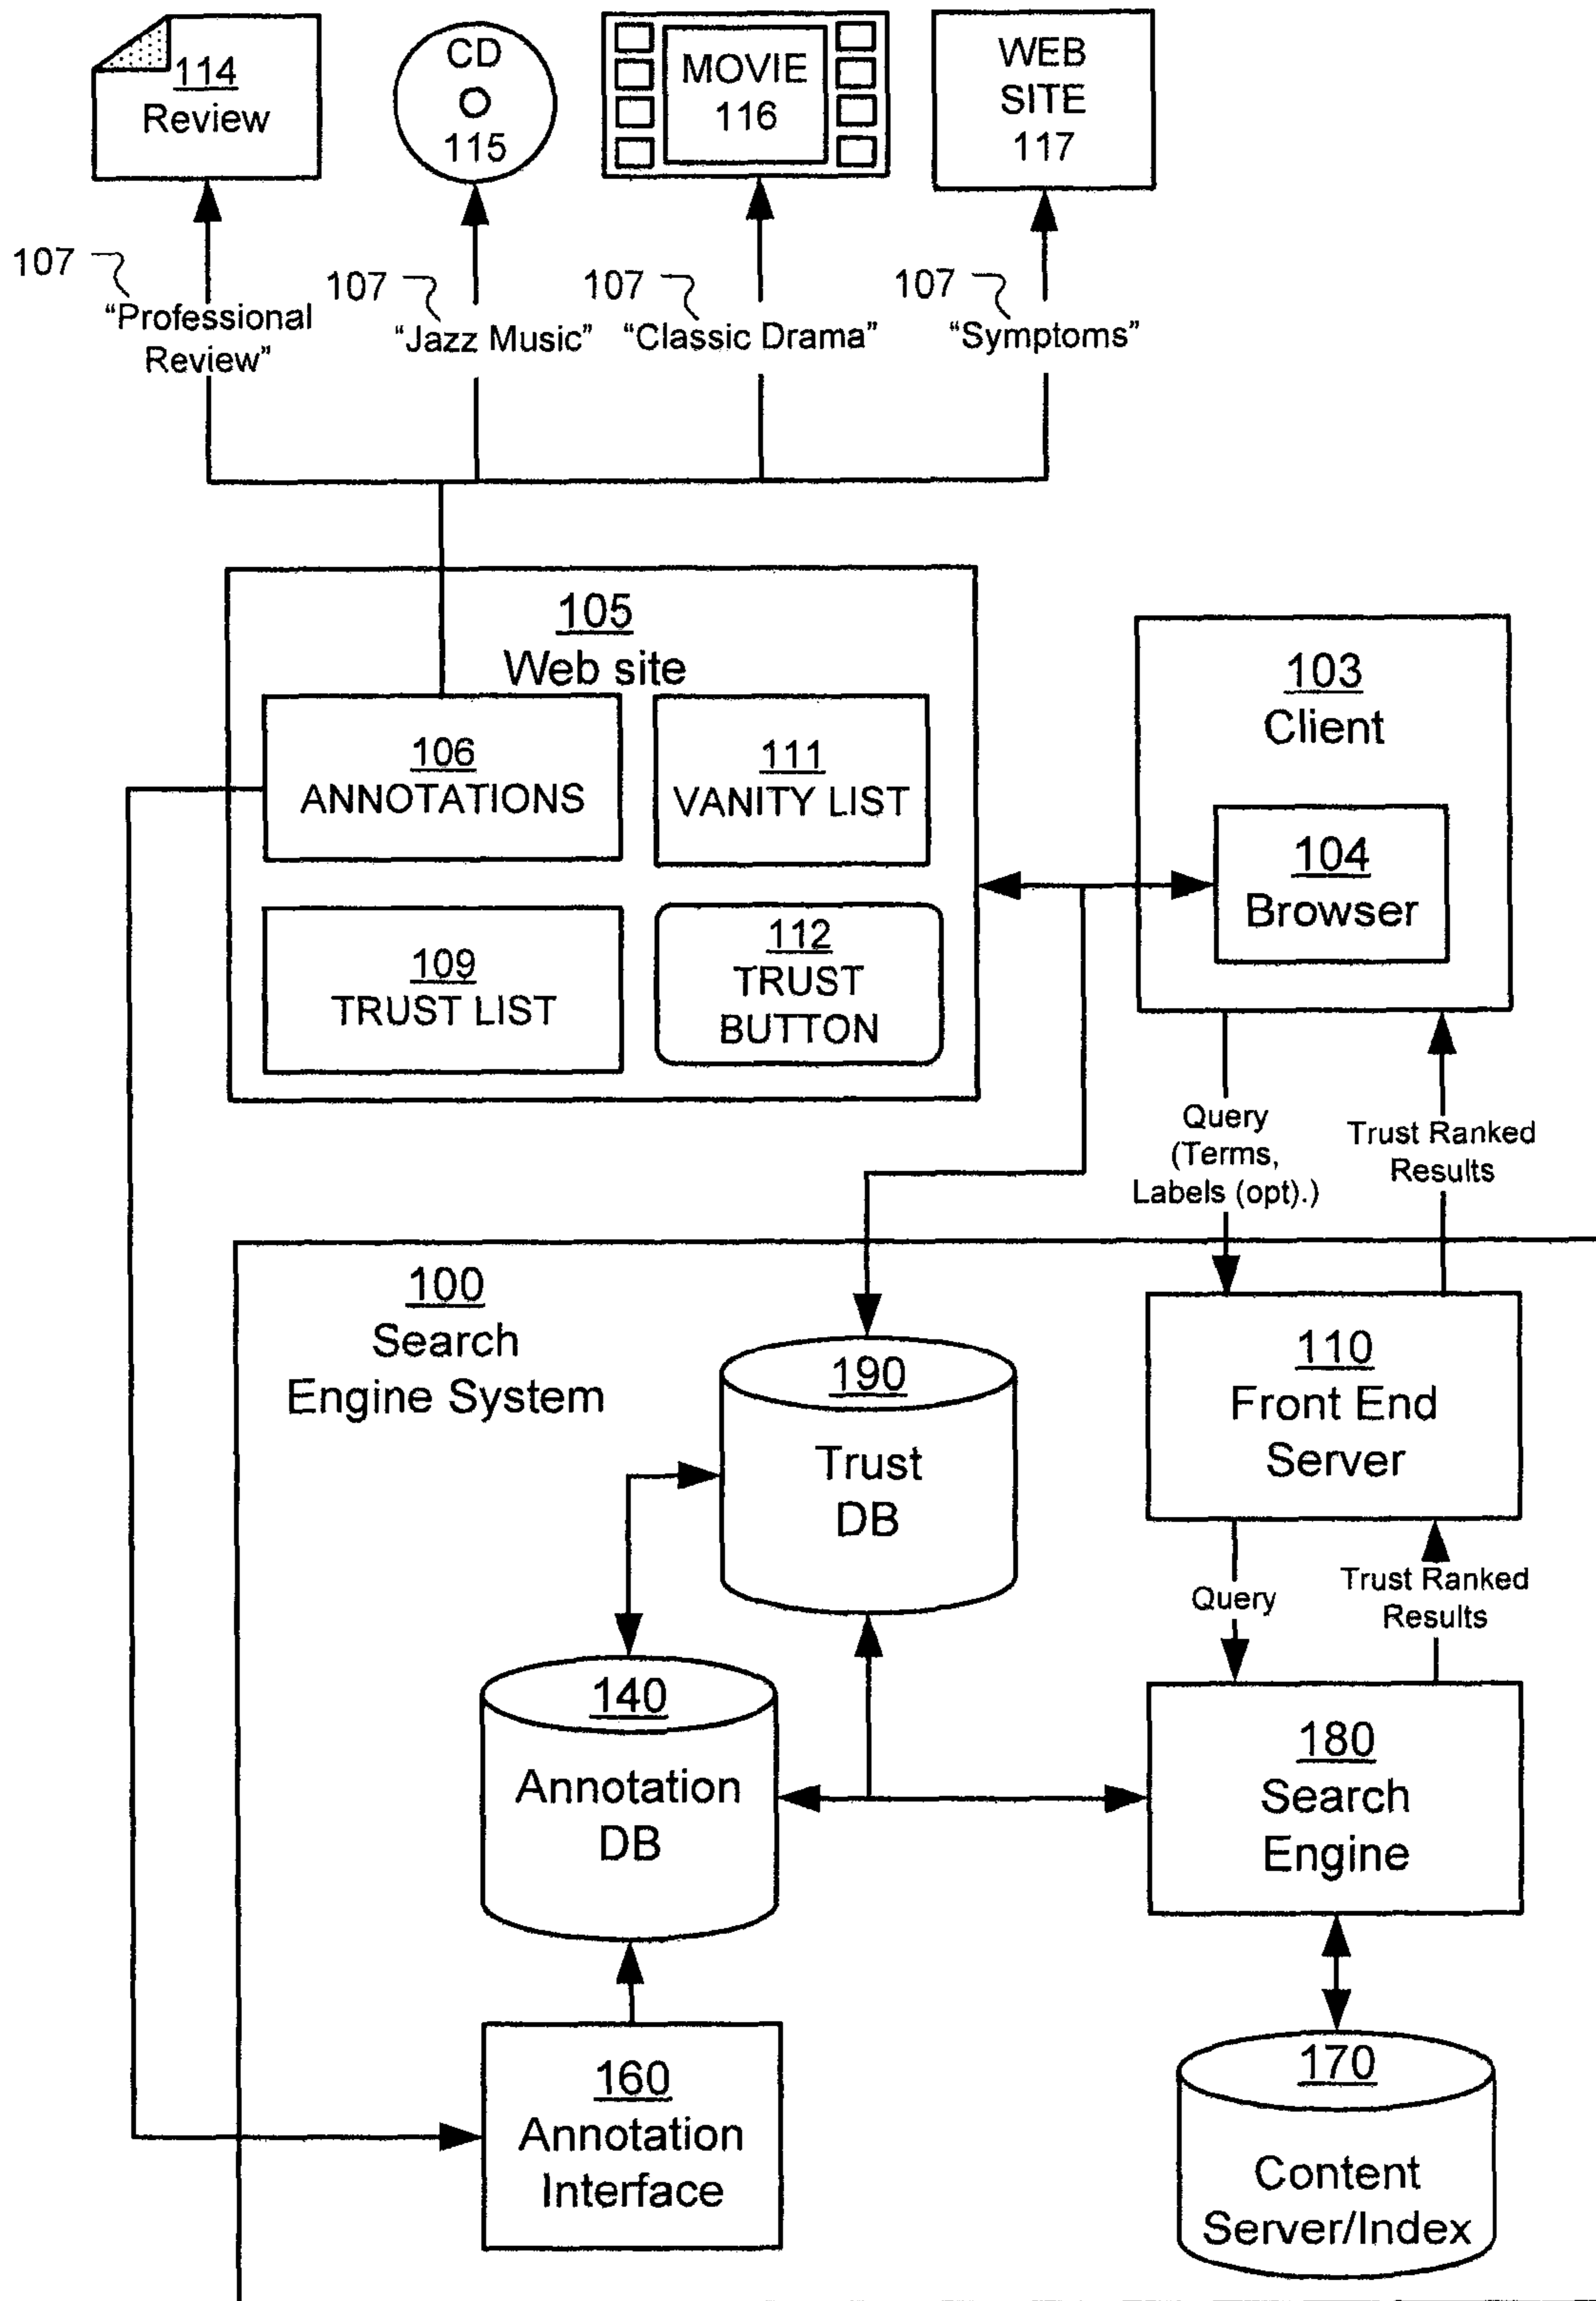 114
Review
CD
115
MOVIE
116
WEB
SITE
117
107
"Professional
Review"
107
"Jazz Music"
107
"Classic Drama"
107
"Symptoms"
105
Web site
106
ANNOTATIONS
111
VANITY LIST
109
TRUST LIST
112
TRUST
BUTTON
103
Client
104
Browser
Query
(Terms,
Labels (opt).)
Trust Ranked
Results
100
Search
Engine System
190
Trust
DB
110
Front End
Server
Query
Trust Ranked
Results
140
Annotation
DB
180
Search
Engine
160
Annotation
Interface
170
Content
Server/Index